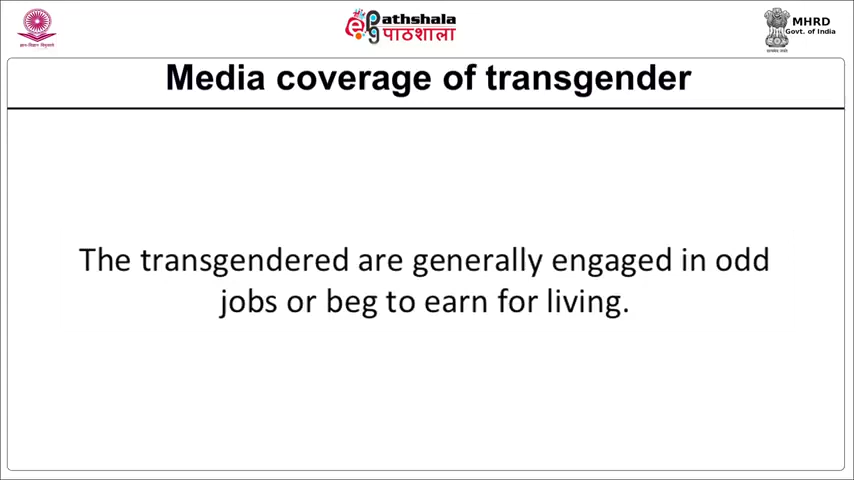 ePathshala
पाठशाला
MHRD
Govt. of India
Media coverage of transgender
The transgendered are generally engaged in odd
jobs or beg to earn for living.